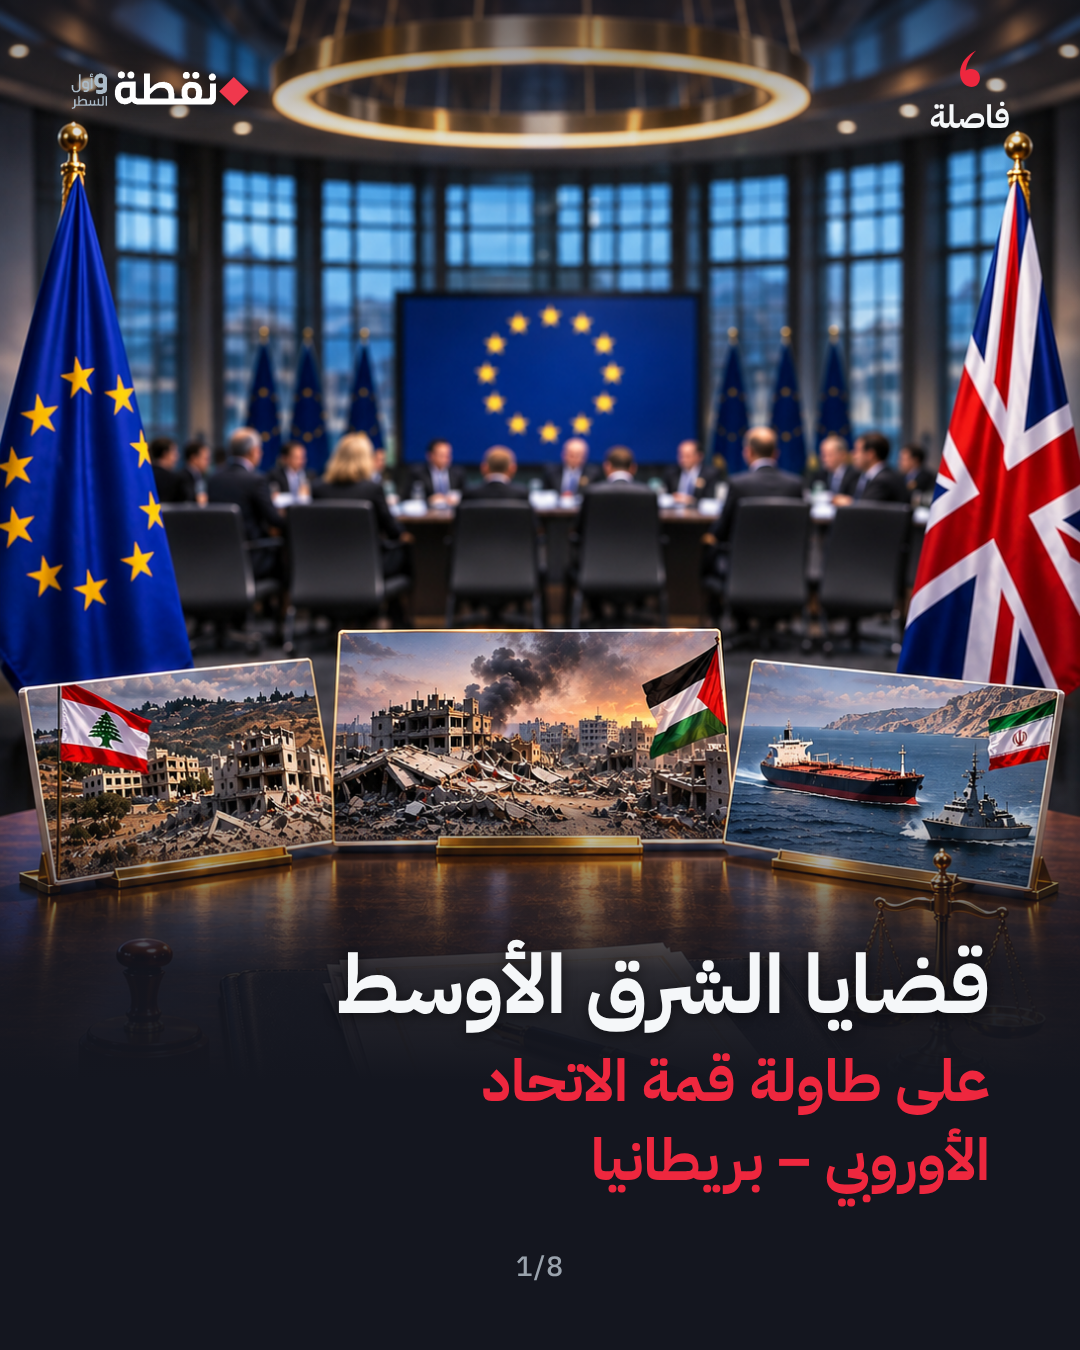 فاصلة
نقطة
وأول
السطر
قضايا الشرق الأوسط
على طاولة قمة الاتحاد
الأوروبي – بريطانيا
1/8